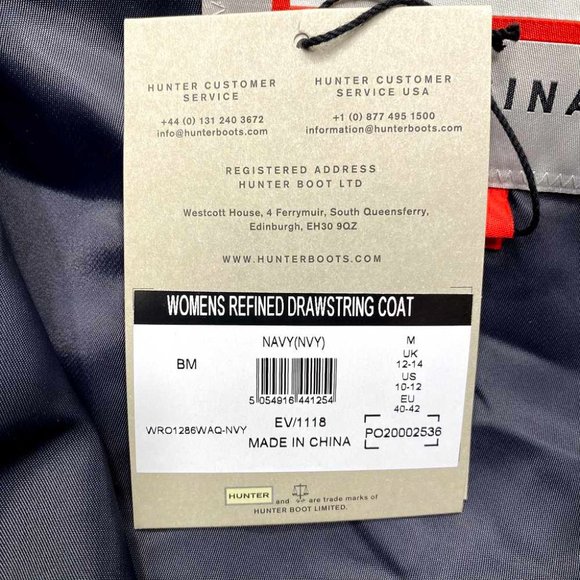 HUNTER CUSTOMER
SERVICE
+44 (0) 131 240 3672
info@hunterboots.com
HUNTER CUSTOMER
SERVICE USA
+1 (0) 877 495 1500
information@hunterboots.com
REGISTERED ADDRESS
HUNTER BOOT LTD
Westcott House, 4 Ferrymuir, South Queensferry,
Edinburgh, EH30 9QZ
WWW.HUNTERBOOTS.COM
WOMENS REFINED DRAWSTRING COAT
NAVY(NVY)
BM
5 054916 441254
WRO1286WAQ-NVY
EV/1118
MADE IN CHINA
M
UK
12-14
US
10-12
EU
40-42
PO20002536
HUNTER and are trade marks of
HUNTER BOOT LIMITED.
INA